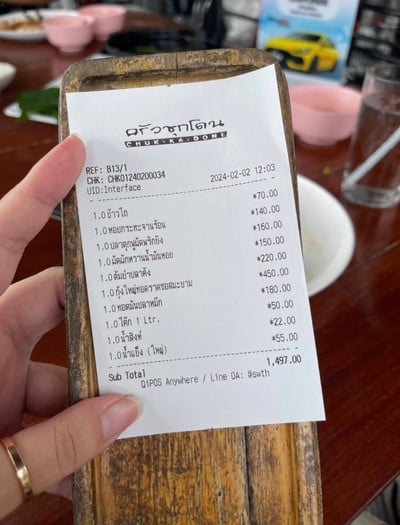 ครัวชุกโดน
CHUK-KA-DONE
REF: B13/1
CHK: CHK01240200034 2024-02-02 12:03
UID:Interface
1.0 ข้าวโถ *70.00
1.0 หอยกระทะจานร้อน *140.00
1.0 ปลาดุกฟูผัดพริกขิง *160.00
1.0 ผัดผักหวานน้ำมันหอย *150.00
1.0 ต้มยำปลาคัง *220.00
1.0 กุ้งใหญ่ทอดราดซอสมะขาม *450.00
1.0 ทอดมันปลาหมึก *180.00
1.0 โค้ก 1 Ltr. *50.00
1.0 น้ำสิงห์ *22.00
1.0 น้ำแข็ง (ใหญ่) *55.00
Sub Total 1,497.00
QiPOS Anywhere / Line OA: @swth